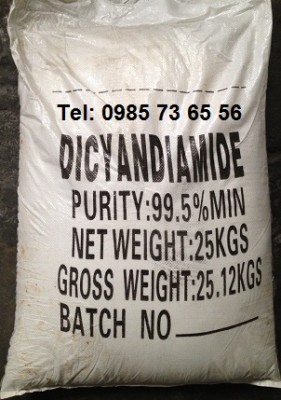 Tel: 0985 73 65 56
DICYANDIAMIDE
PURiTY:99.5%MIN
NET WEIGHT:25KGS
GROSS WEIGHT:25.12KGS
BATCH NO